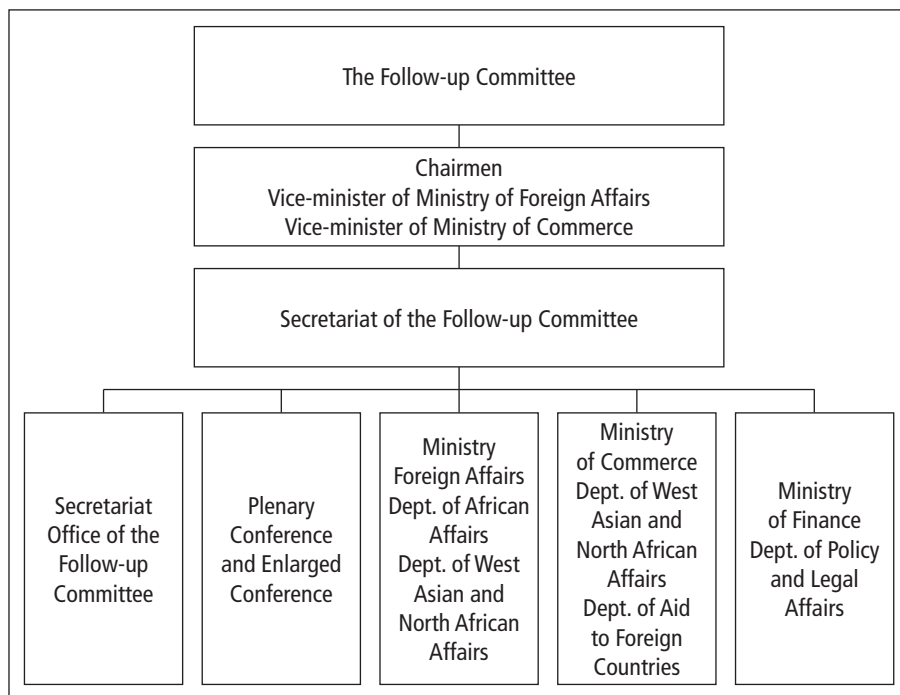 The Follow-up Committee
Chairmen
Vice-minister of Ministry of Foreign Affairs
Vice-minister of Ministry of Commerce
Secretariat of the Follow-up Committee
Secretariat
Office of the
Follow-up
Committee
Plenary
Conference
and Enlarged
Conference
Ministry
Foreign Affairs
Dept. of African
Affairs
Dept. of West
Asian and
North African
Affairs
Ministry
of Commerce
Dept. of West
Asian and
North African
Affairs
Dept. of Aid
to Foreign
Countries
Ministry
of Finance
Dept. of Policy
and Legal
Affairs